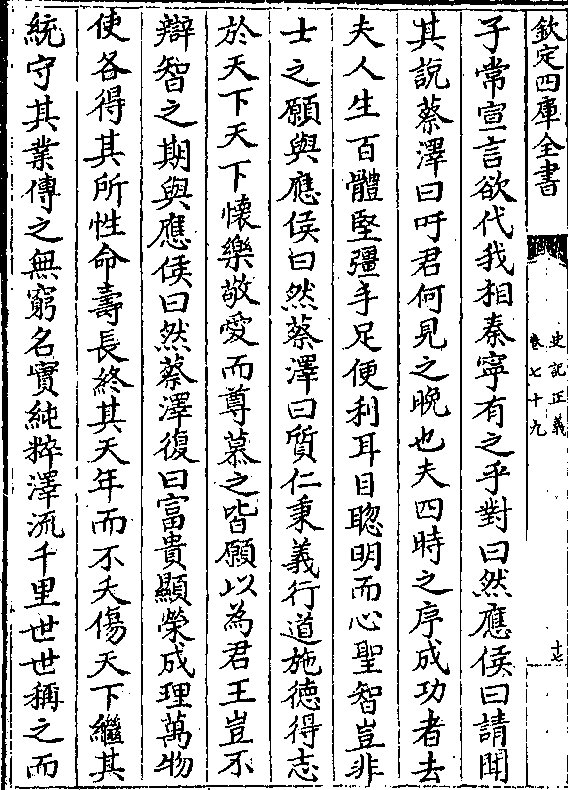 欽定四庫全書
史記正義
卷七十九
十七
子常宣言欲代我相秦寧有之乎對曰然應侯曰請聞
其說蔡澤曰吁君何見之晚也夫四時之序成功者去
夫人生百體堅彊手足便利耳目聦明而心聖智豈非
士之願與應侯曰然蔡澤曰質仁秉義行道施德得志
於天下天下懷樂敬愛而尊慕之皆願以為君王豈不
辯智之期與應侯曰然蔡澤復曰富貴顯榮成理萬物
使各得其所性命壽長終其天年而不夭傷天下繼其
統守其業傳之無窮名實純粹澤流千里世世稱之而